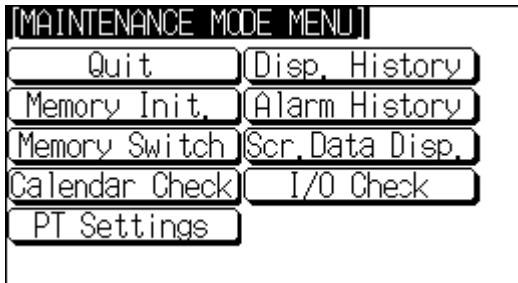 [MAINTENANCE MODE MENU]
Quit Disp. History
Memory Init. Alarm History
Memory Switch Scr.Data Disp.
Calendar Check I/O Check
PT Settings